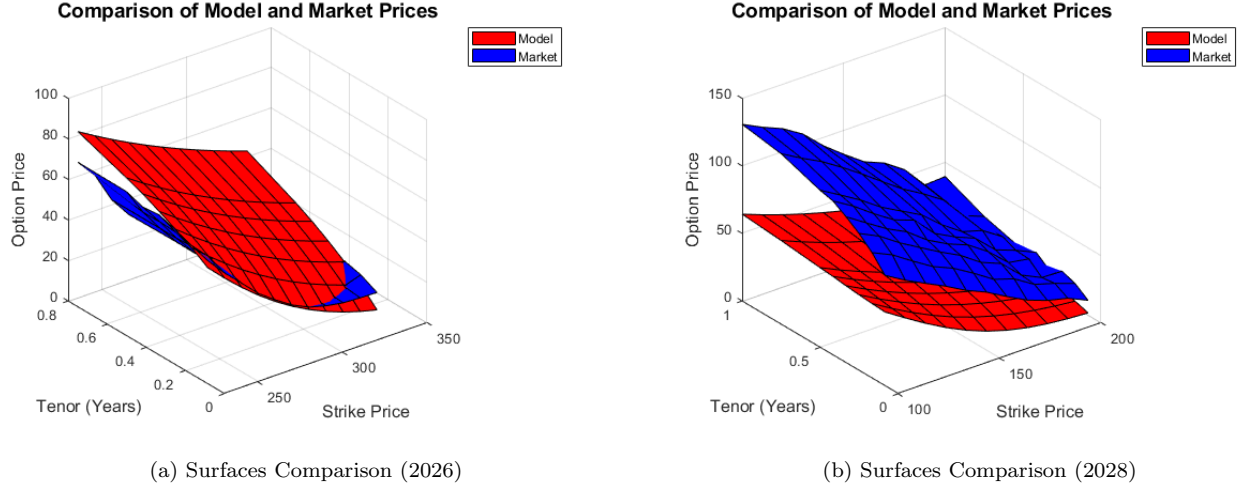 Comparison of Model and Market Prices
Model
Market
100
80
60
40
20
0
Option Price
0.8
0.6
0.4
0.2
0
Tenor (Years)
250
300
350
Strike Price
(a) Surfaces Comparison (2026)
Comparison of Model and Market Prices
Model
Market
150
100
50
0
Option Price
1
0.5
0
Tenor (Years)
100
150
200
Strike Price
(b) Surfaces Comparison (2028)